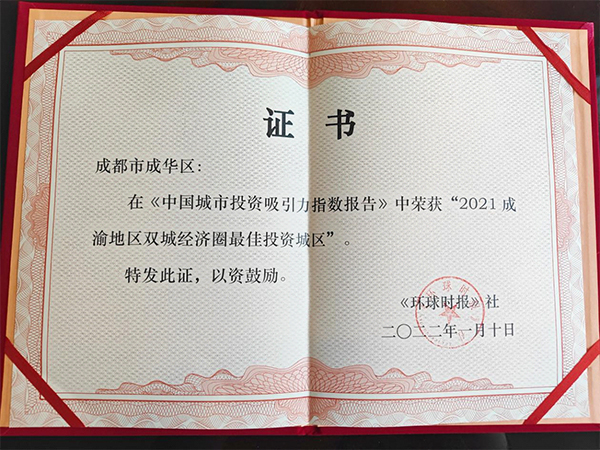 证 书
成都市成华区：
在《中国城市投资吸引力指数报告》中荣获“2021成
渝地区双城经济圈最佳投资城区”。
特发此证，以资鼓励。
《环球时报》社
二〇二二年一月十日